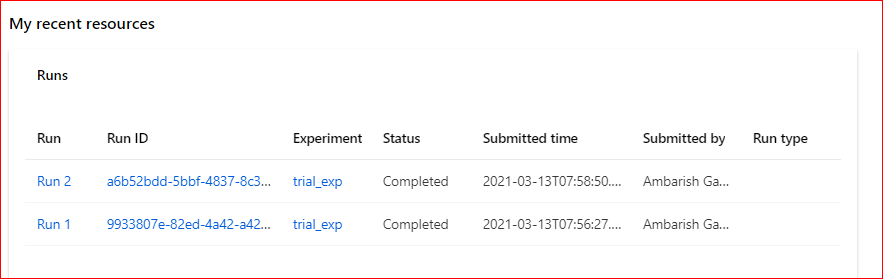 My recent resources
Runs
Run Run ID Experiment Status Submitted time Submitted by Run type
Run 2 a6b52bdd-5bbf-4837-8c3... trial_exp Completed 2021-03-13T07:58:50.... Ambarish Ga...
Run 1 9933807e-82ed-4a42-a42... trial_exp Completed 2021-03-13T07:56:27.... Ambarish Ga...